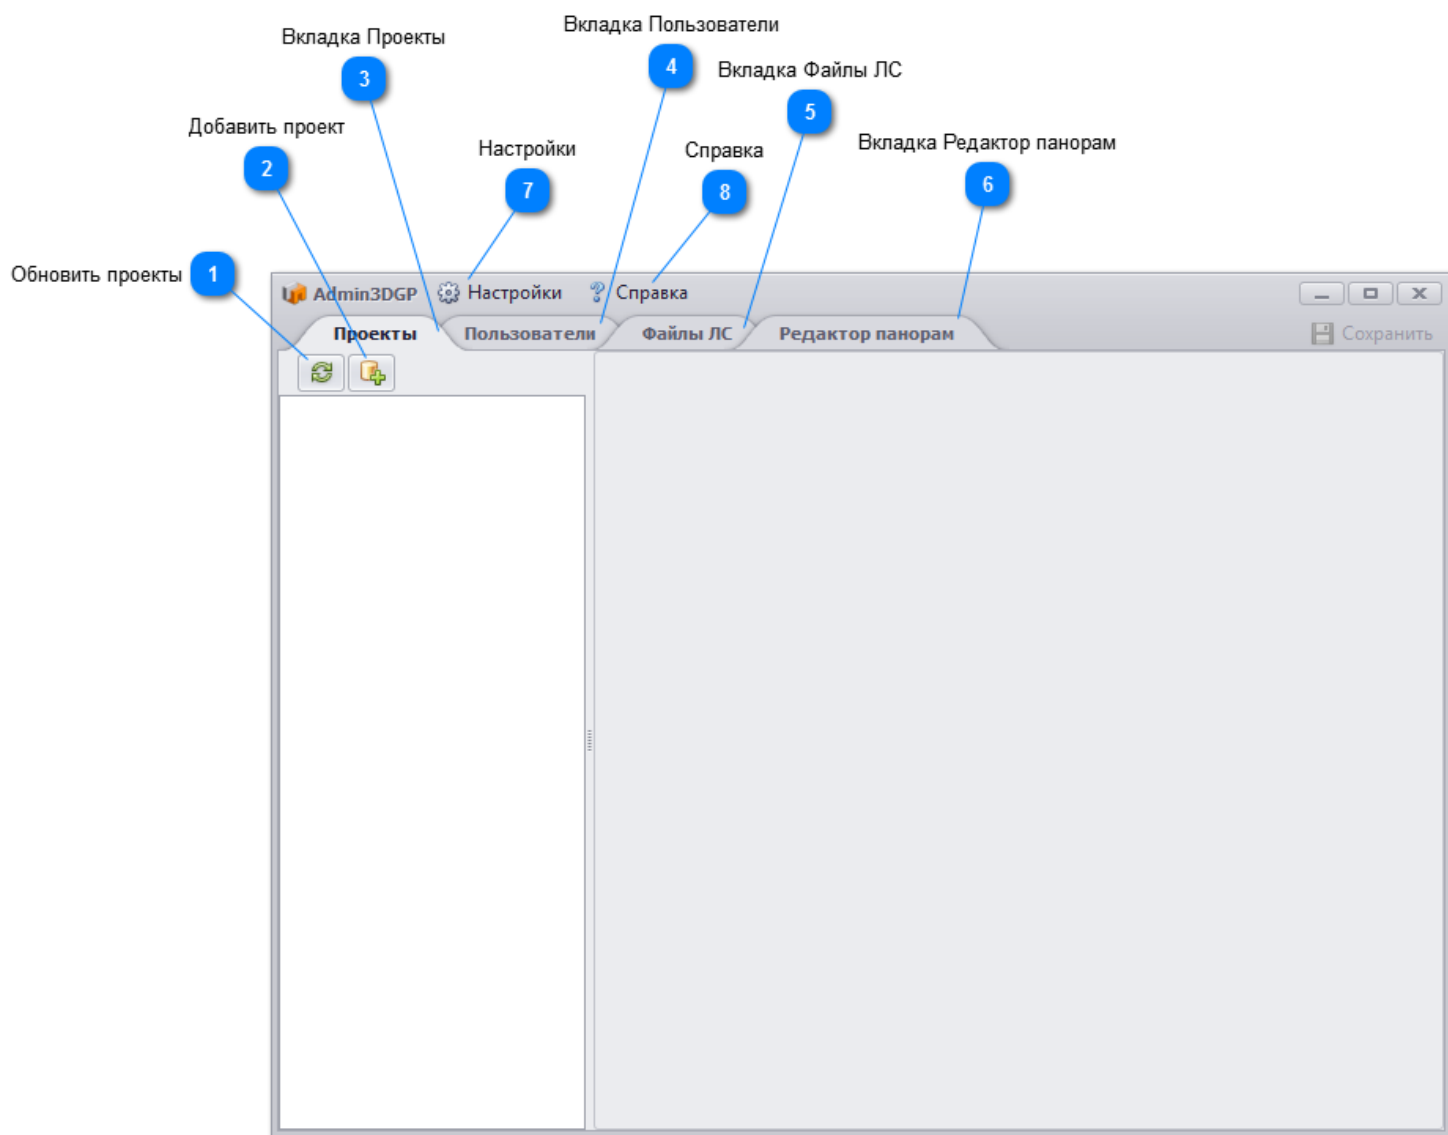 Вкладка Проекты
3
Вкладка Пользователи
4
Вкладка Файлы ЛС
5
Добавить проект
2
Настройки
7
Справка
8
Вкладка Редактор панорам
6
Обновить проекты
1
Admin3DGP Настройки Справка
Проекты Пользователи Файлы ЛС Редактор панорам Сохранить